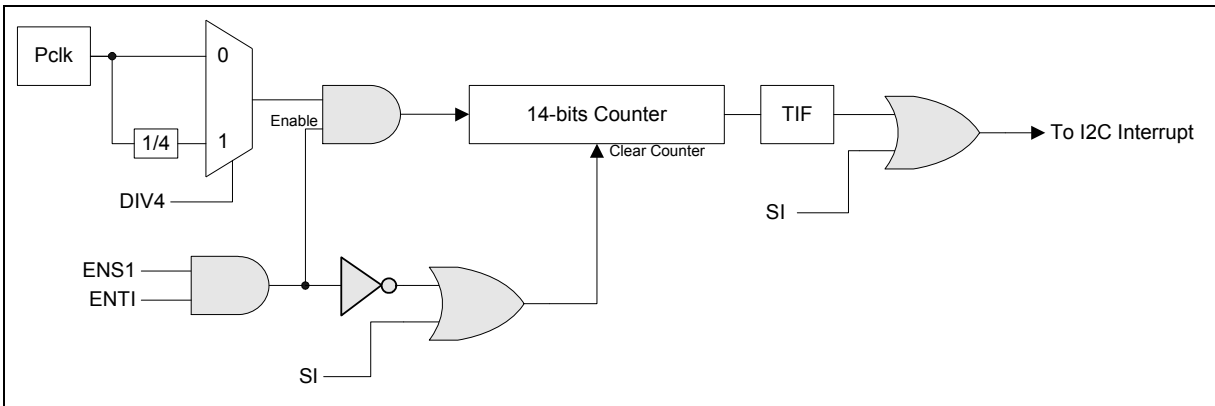 Pclk
0
1/4
1
DIV4
Enable
14-bits Counter
Clear Counter
TIF
SI
To I2C Interrupt
ENS1
ENTI
SI